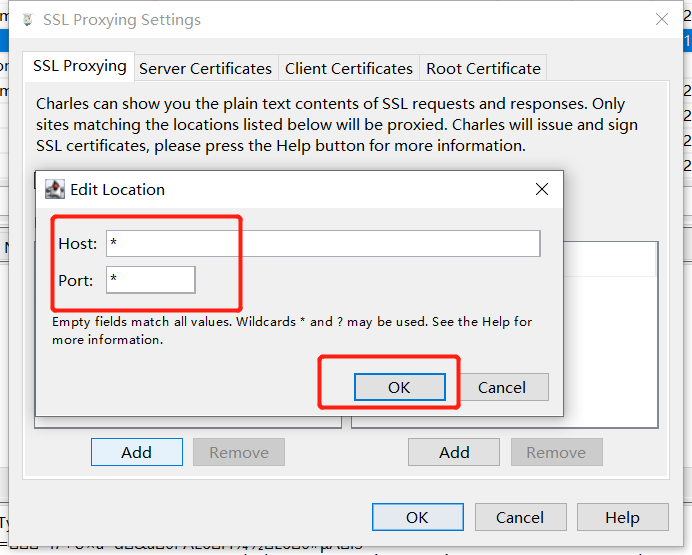 SSL Proxying Settings
SSL Proxying
Server Certificates
Client Certificates
Root Certificate
Charles can show you the plain text contents of SSL requests and responses. Only
sites matching the locations listed below will be proxied. Charles will issue and sign
SSL certificates, please press the Help button for more information.
Edit Location
Host: *
Port: *
Empty fields match all values. Wildcards * and ? may be used. See the Help for
more information.
OK
Cancel
Add
Remove
Add
Remove
OK
Cancel
Help